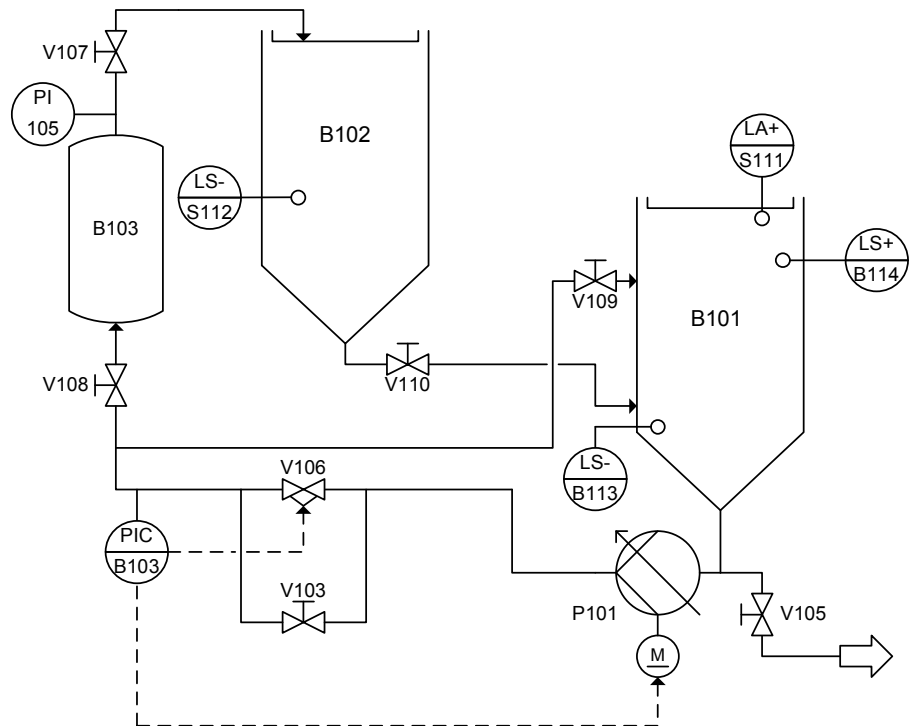 V107
PI
105
B103
V108
B102
LS-
S112
V110
LA+
S111
LS+
B114
V109
B101
LS-
B113
V106
PIC
B103
V103
P101
M
V105